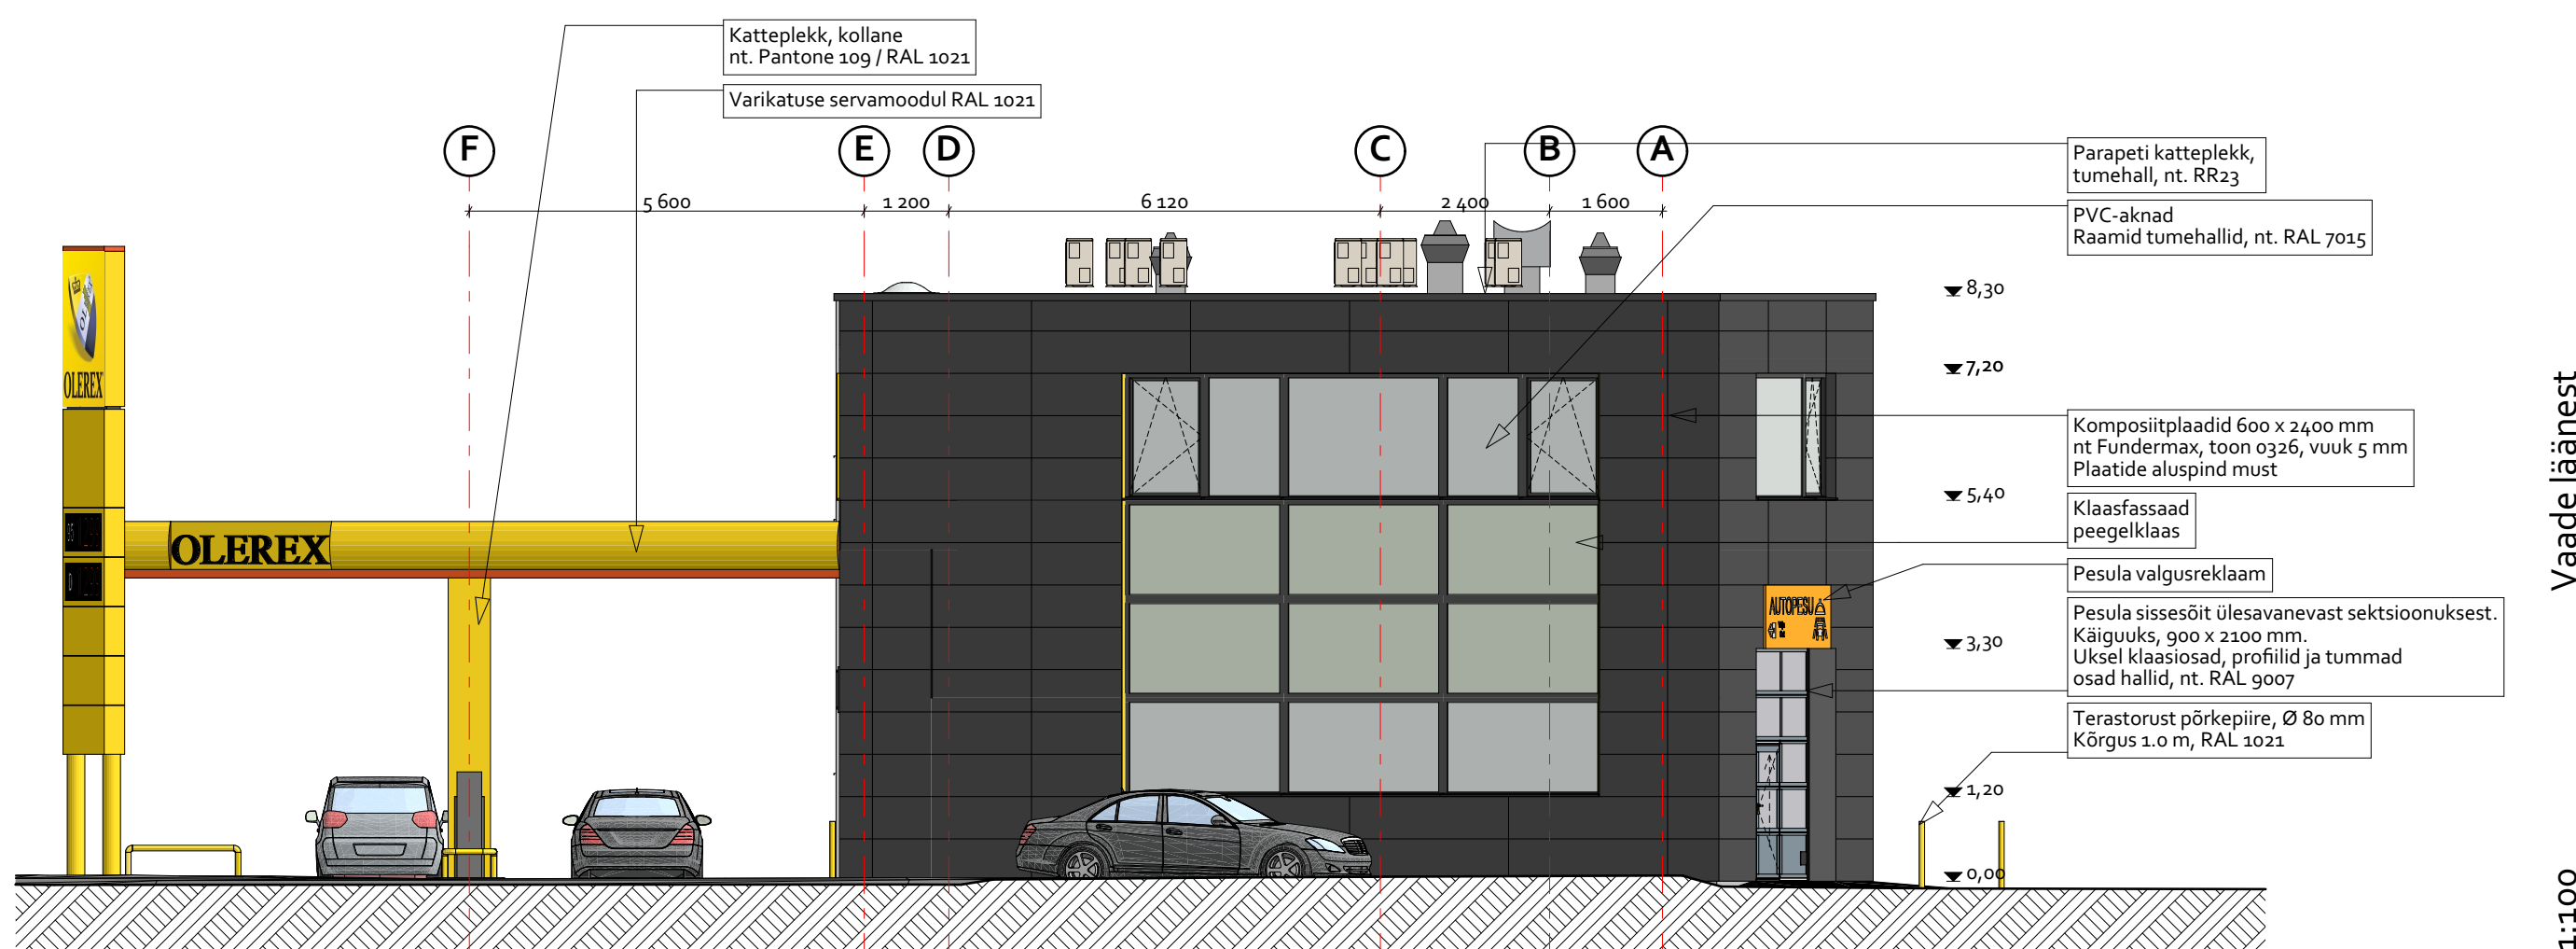 Katteplekk, kollane
nt. Pantone 109 / RAL 1021
Varikatuse servamoodul RAL 1021
F
E
D
C
B
A
5 600
1 200
6 120
2 400
1 600
Parapeti katteplekk,
tumehall, nt. RR23
PVC-aknad
Raamid tumehallid, nt. RAL 7015
8,30
7,20
Komposiitplaadid 600 x 2400 mm
nt Fundermax, toon 0326, vuuk 5 mm
Plaatide aluspind must
5,40
Klaasfassaad
peegelklaas
Pesula valgusreklaam
Pesula sissesõit ülesavanevast sektsioonuksest.
Käiguuks, 900 x 2100 mm.
Uksel klaasiosad, profiilid ja tummad
osad hallid, nt. RAL 9007
3,30
Terastorust põrkepiire, Ø 80 mm
Kõrgus 1.0 m, RAL 1021
1,20
0,00
OLEREX
OLEREX
AUTOPESU
Vaade läänest
1:100